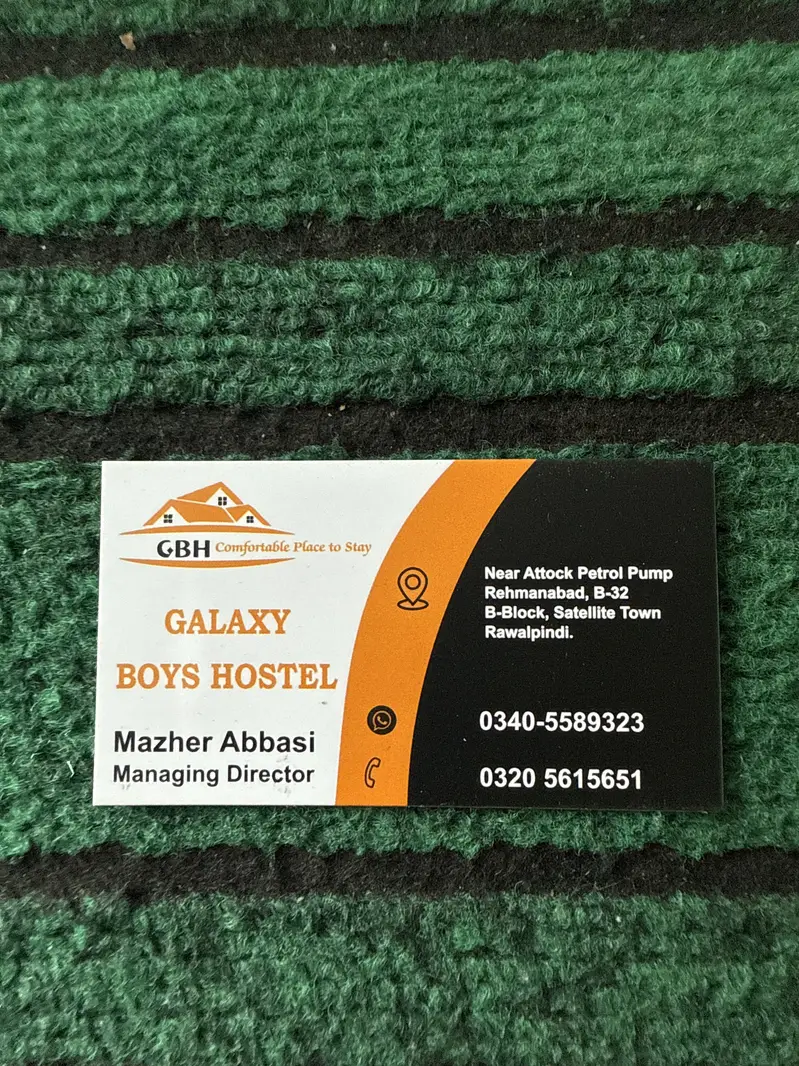 GBH Comfortable Place to Stay
GALAXY
BOYS HOSTEL
Mazher Abbasi
Managing Director
Near Attock Petrol Pump
Rehmanabad, B-32
B-Block, Satellite Town
Rawalpindi.
0340-5589323
0320 5615651